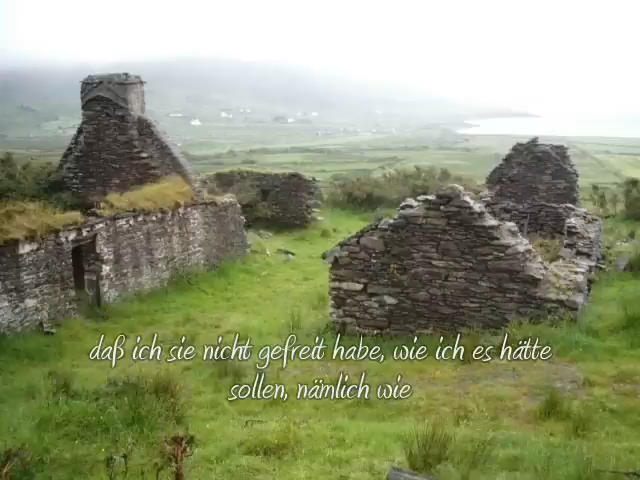 daß ich sie nicht gefreit habe, wie ich es hätte
sollen, nämlich wie